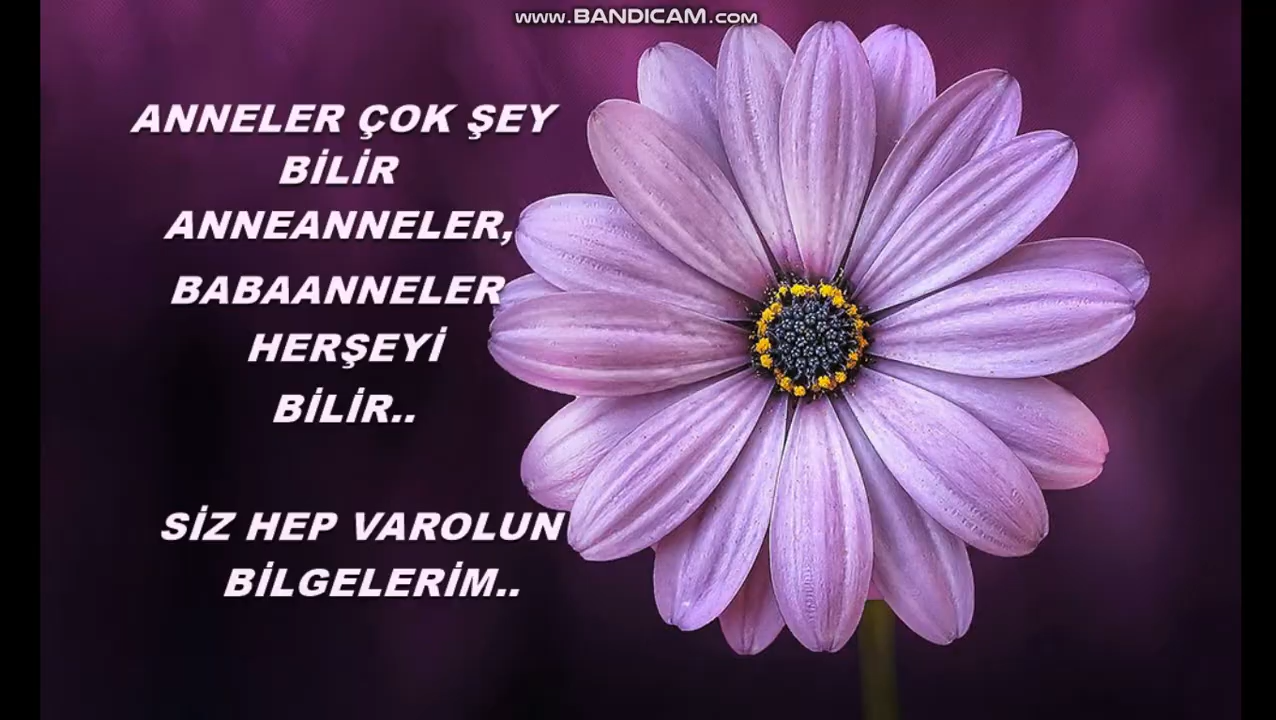 www.BANDICAM.com
ANNELER ÇOK ŞEY
BİLİR
ANNEANNELER,
BABAANNELER
HERŞEYİ
BİLİR..
SİZ HEP VAROLUN
BİLGELERİM..